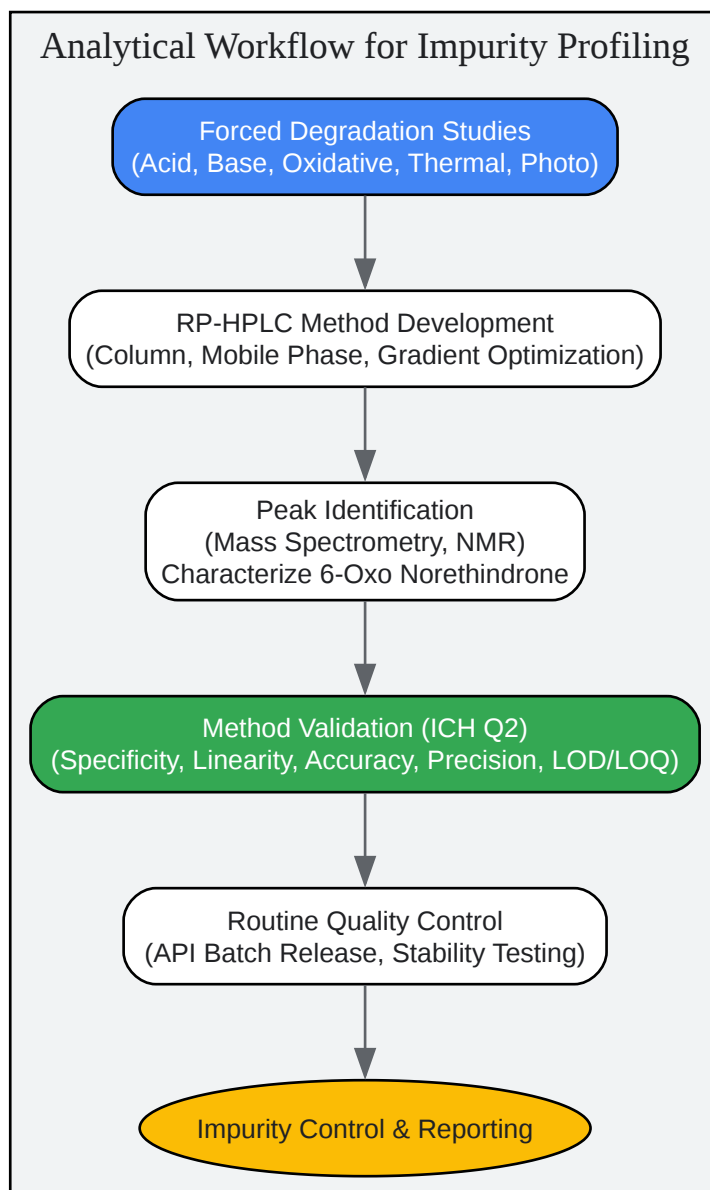 Analytical Workflow for Impurity Profiling
Forced Degradation Studies
(Acid, Base, Oxidative, Thermal, Photo)
RP-HPLC Method Development
(Column, Mobile Phase, Gradient Optimization)
Peak Identification
(Mass Spectrometry, NMR)
Characterize 6-Oxo Norethindrone
Method Validation (ICH Q2)
(Specificity, Linearity, Accuracy, Precision, LOD/LOQ)
Routine Quality Control
(API Batch Release, Stability Testing)
Impurity Control & Reporting